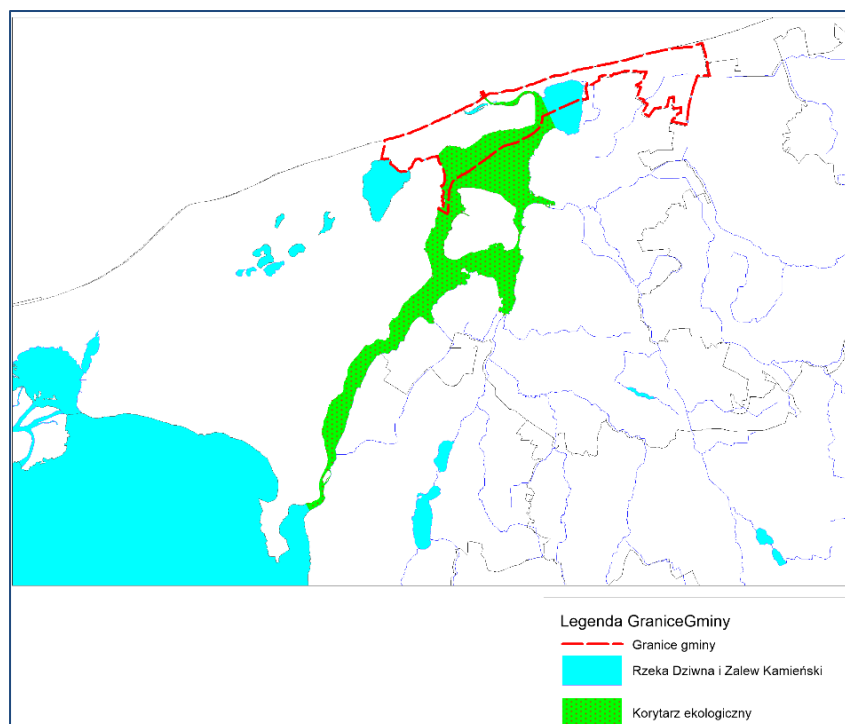 Legenda GraniceGminy
Granice gminy
Rzeka Dziwna i Zalew Kamieński
Korytarz ekologiczny